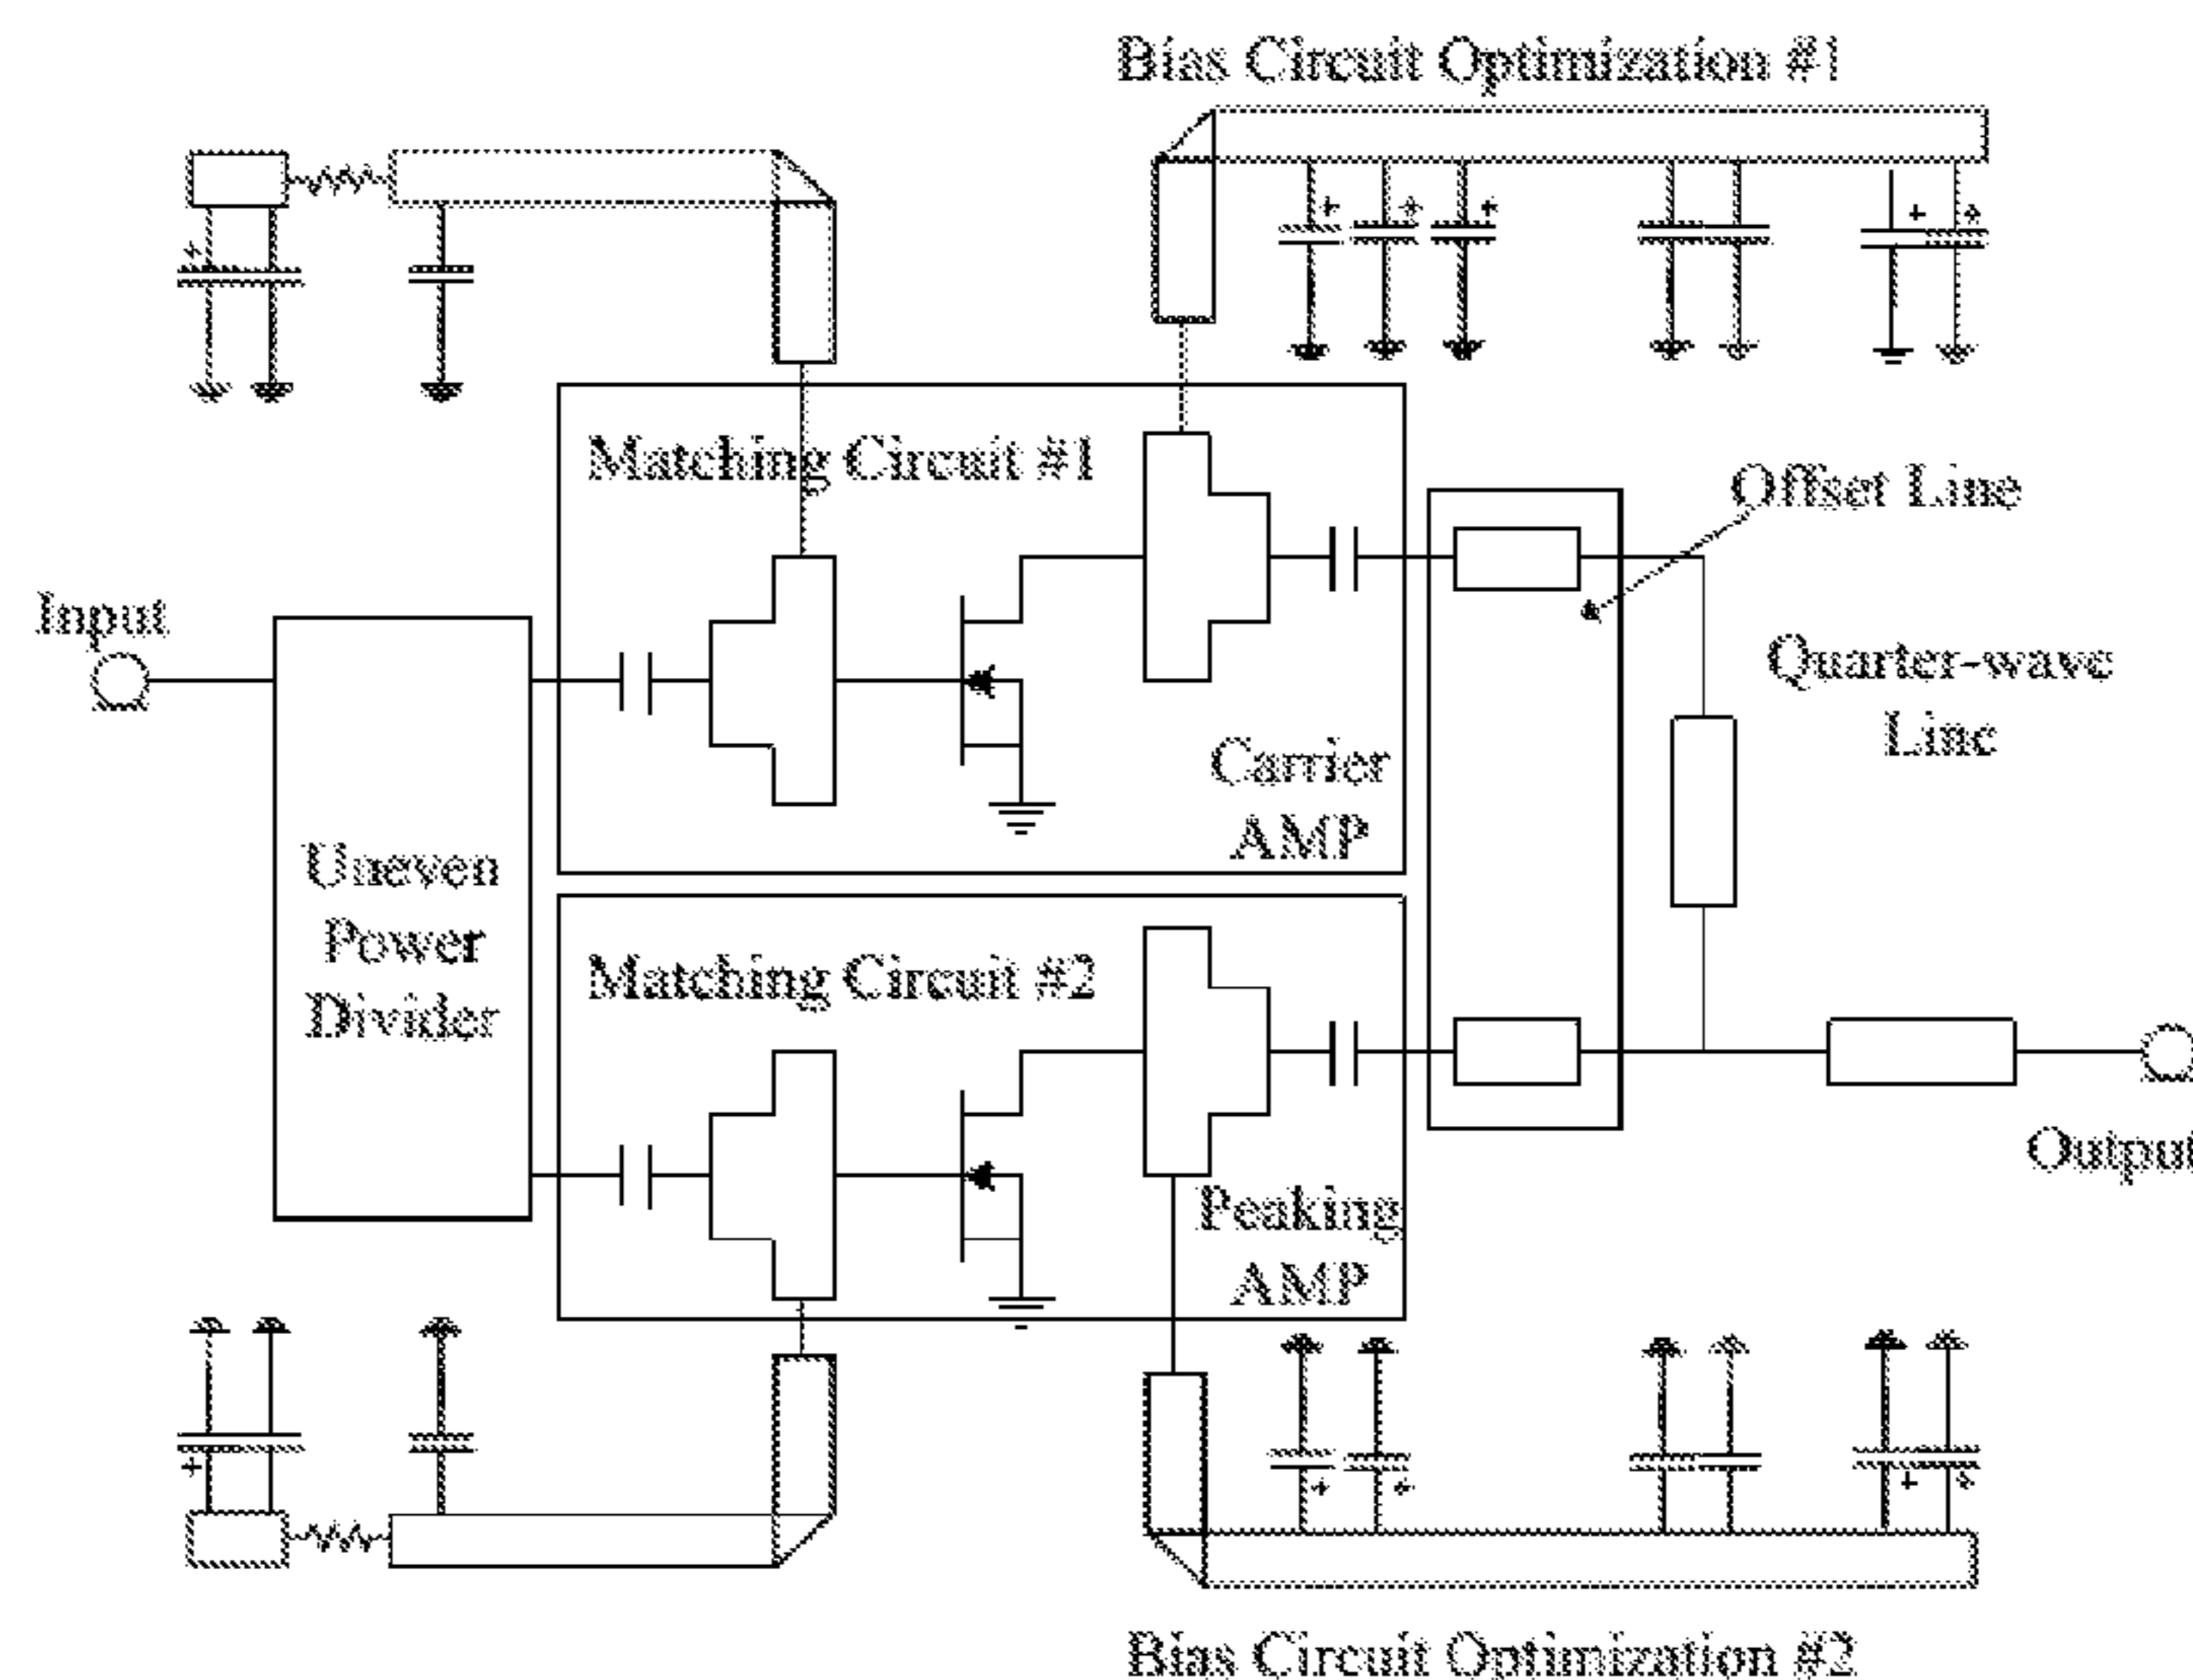 Bias Circuit Optimization #1
Matching Circuit #1
Offset Line
Input
Quarter-wave
Line
Carrier
AMP
Uneven
Power
Divider
Matching Circuit #2
Output
Peaking
AMP
Bias Circuit Optimization #2